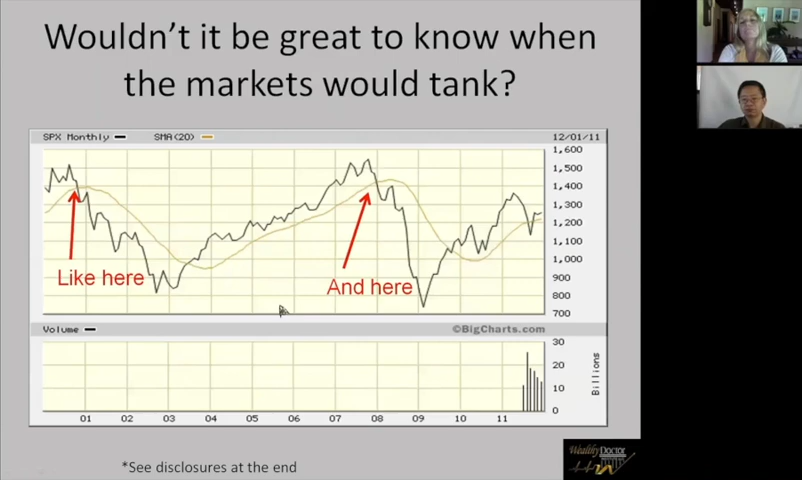 Wouldn't it be great to know when
the markets would tank?
SPX Monthly SMA(20) 12/01/11
1,600
1,500
1,400
1,300
1,200
1,100
1,000
900
800
700
Like here
And here
Volume ©BigCharts.com
30
20
10
0
Billions
01 02 03 04 05 06 07 08 09 10 11
*See disclosures at the end
Wealthy Doctor